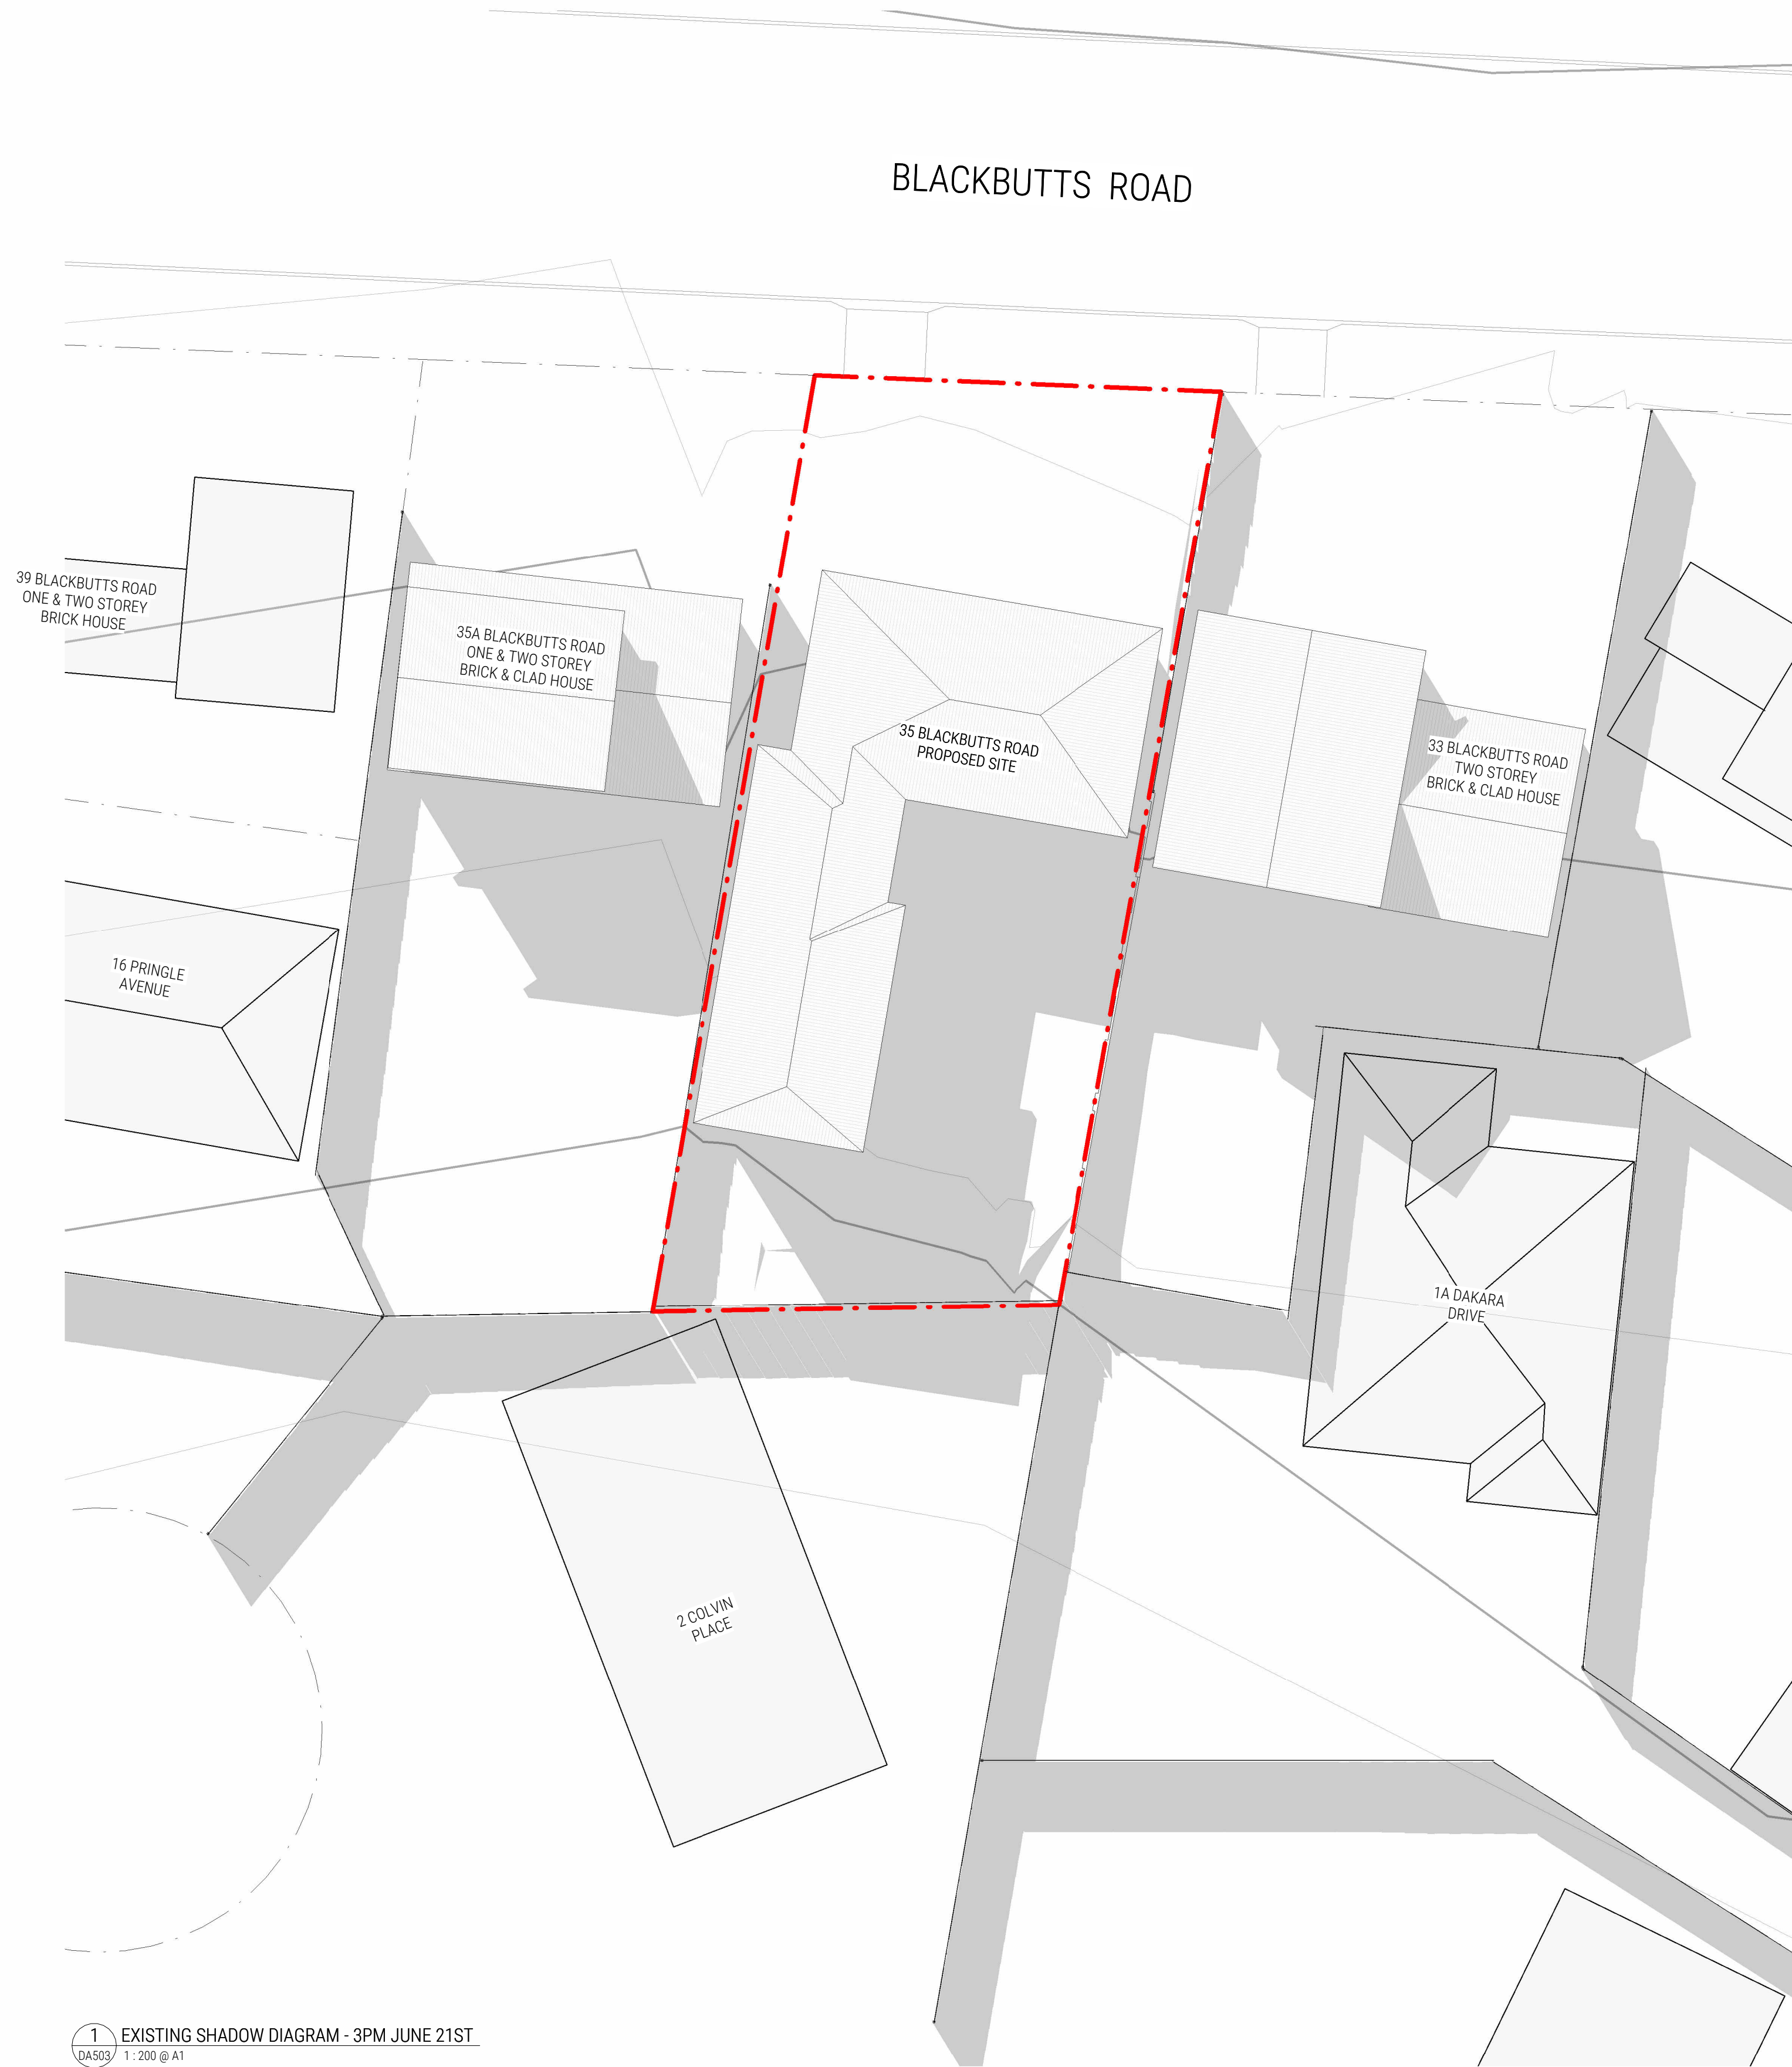 BLACKBUTTS ROAD
39 BLACKBUTTS ROAD
ONE & TWO STOREY
BRICK HOUSE
35A BLACKBUTTS ROAD
ONE & TWO STOREY
BRICK & CLAD HOUSE
35 BLACKBUTTS ROAD
PROPOSED SITE
33 BLACKBUTTS ROAD
TWO STOREY
BRICK & CLAD HOUSE
16 PRINGLE
AVENUE
1A DAKARA
DRIVE
2 COLVIN
PLACE
1
EXISTING SHADOW DIAGRAM - 3PM JUNE 21ST
DA503
1 : 200 @ A1